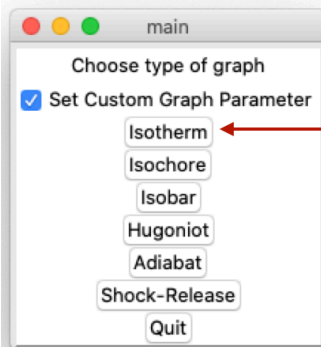 main
Choose type of graph
Set Custom Graph Parameter
Isotherm
Isochore
Isobar
Hugoniot
Adiabat
Shock-Release
Quit